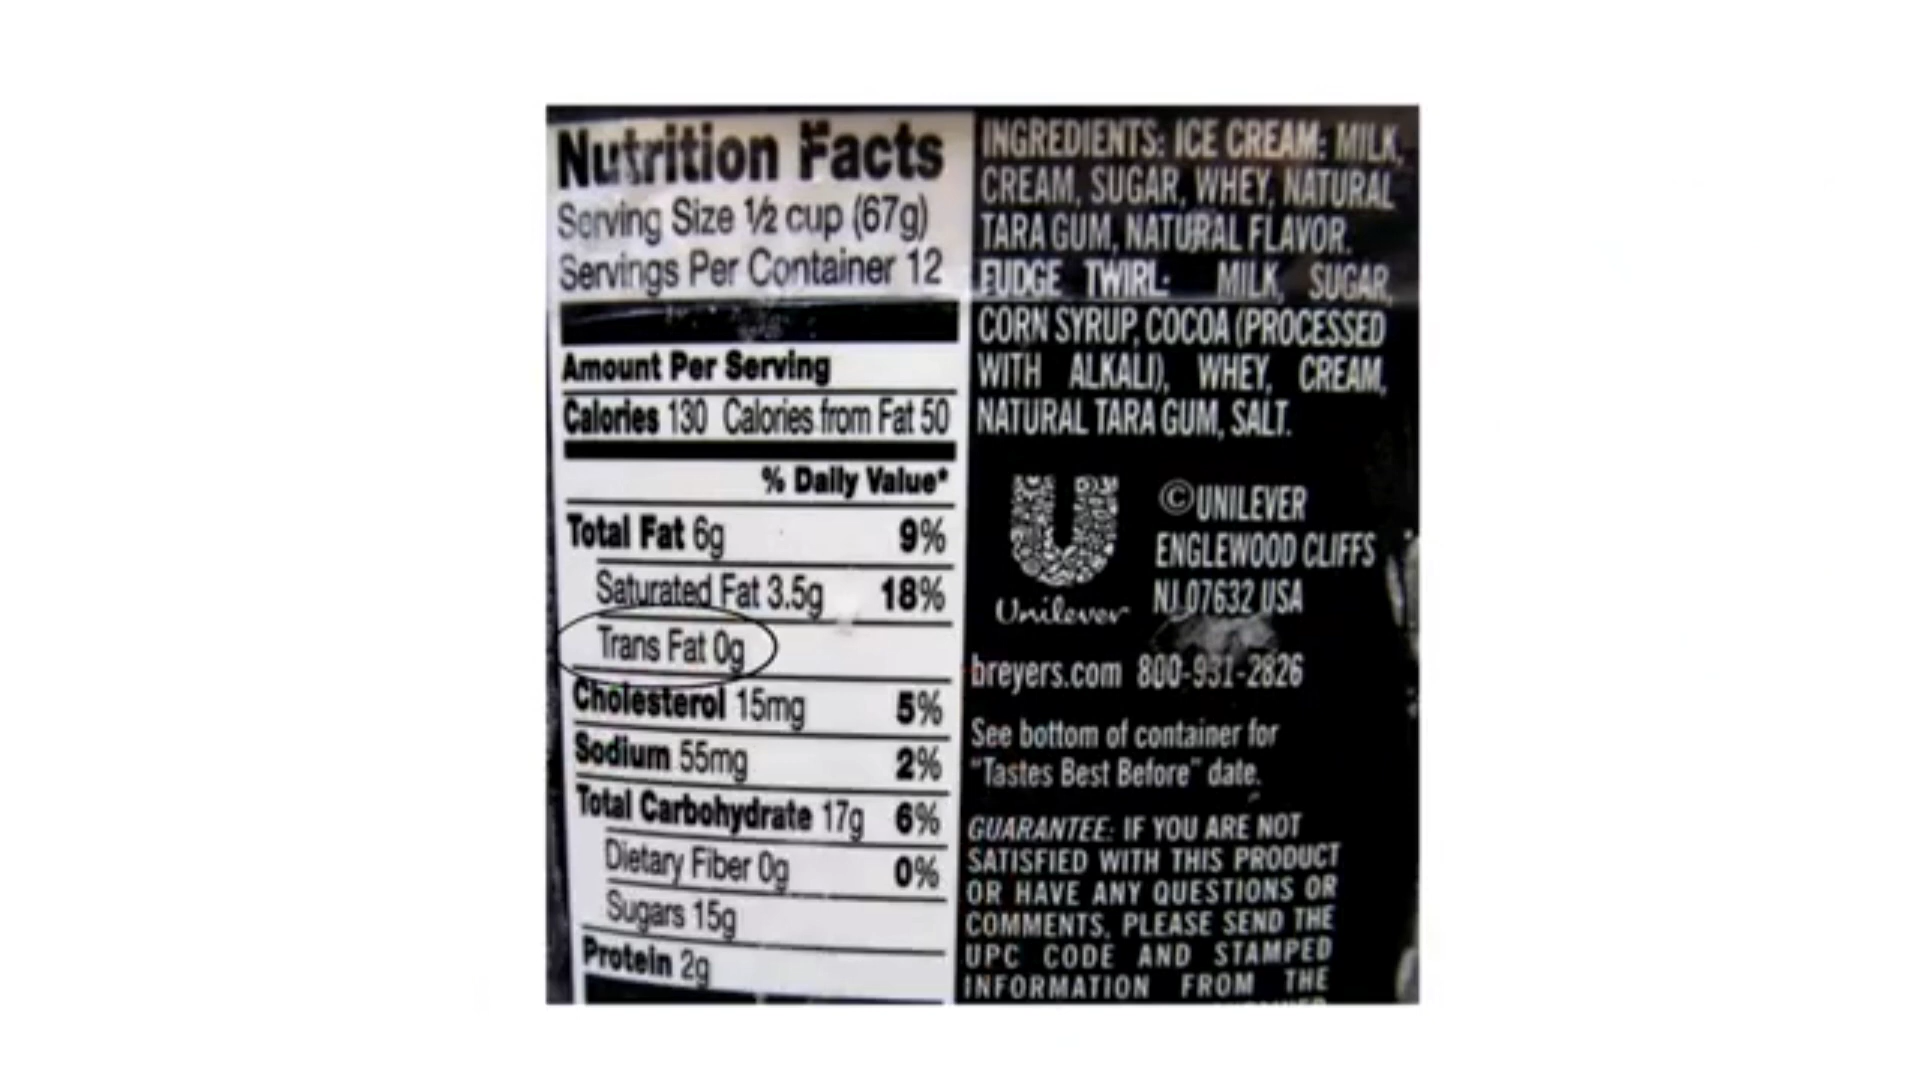 Nutrition Facts
Serving Size ½ cup (67g)
Servings Per Container 12
Amount Per Serving
Calories 130 Calories from Fat 50
% Daily Value*
Total Fat 6g 9%
Saturated Fat 3.5g 18%
Trans Fat 0g
Cholesterol 15mg 5%
Sodium 55mg 2%
Total Carbohydrate 17g 6%
Dietary Fiber 0g 0%
Sugars 15g
Protein 2g
INGREDIENTS: ICE CREAM: MILK,
CREAM, SUGAR, WHEY, NATURAL
TARA GUM, NATURAL FLAVOR.
FUDGE TWIRL: MILK, SUGAR,
CORN SYRUP, COCOA (PROCESSED
WITH ALKALI), WHEY, CREAM,
NATURAL TARA GUM, SALT.
U
Unilever
©UNILEVER
ENGLEWOOD CLIFFS
NJ 07632 USA
breyers.com 800-931-2826
See bottom of container for
"Tastes Best Before" date.
GUARANTEE: IF YOU ARE NOT
SATISFIED WITH THIS PRODUCT
OR HAVE ANY QUESTIONS OR
COMMENTS, PLEASE SEND THE
UPC CODE AND STAMPED
INFORMATION FROM THE